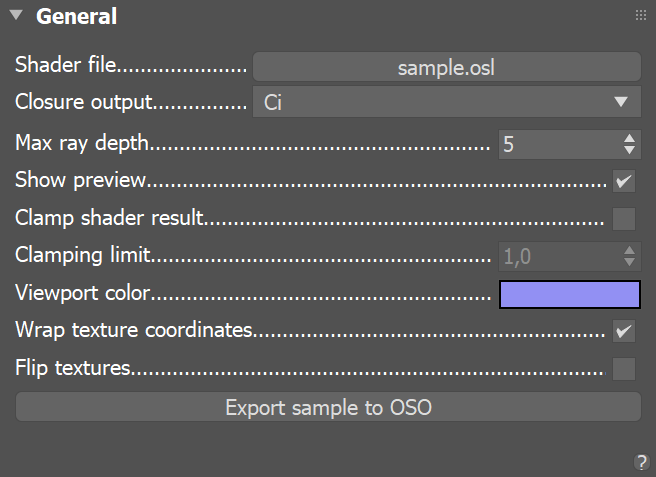 General
Shader file sample.osl
Closure output Ci
Max ray depth 5
Show preview
Clamp shader result
Clamping limit 1,0
Viewport color
Wrap texture coordinates
Flip textures
Export sample to OSO
?